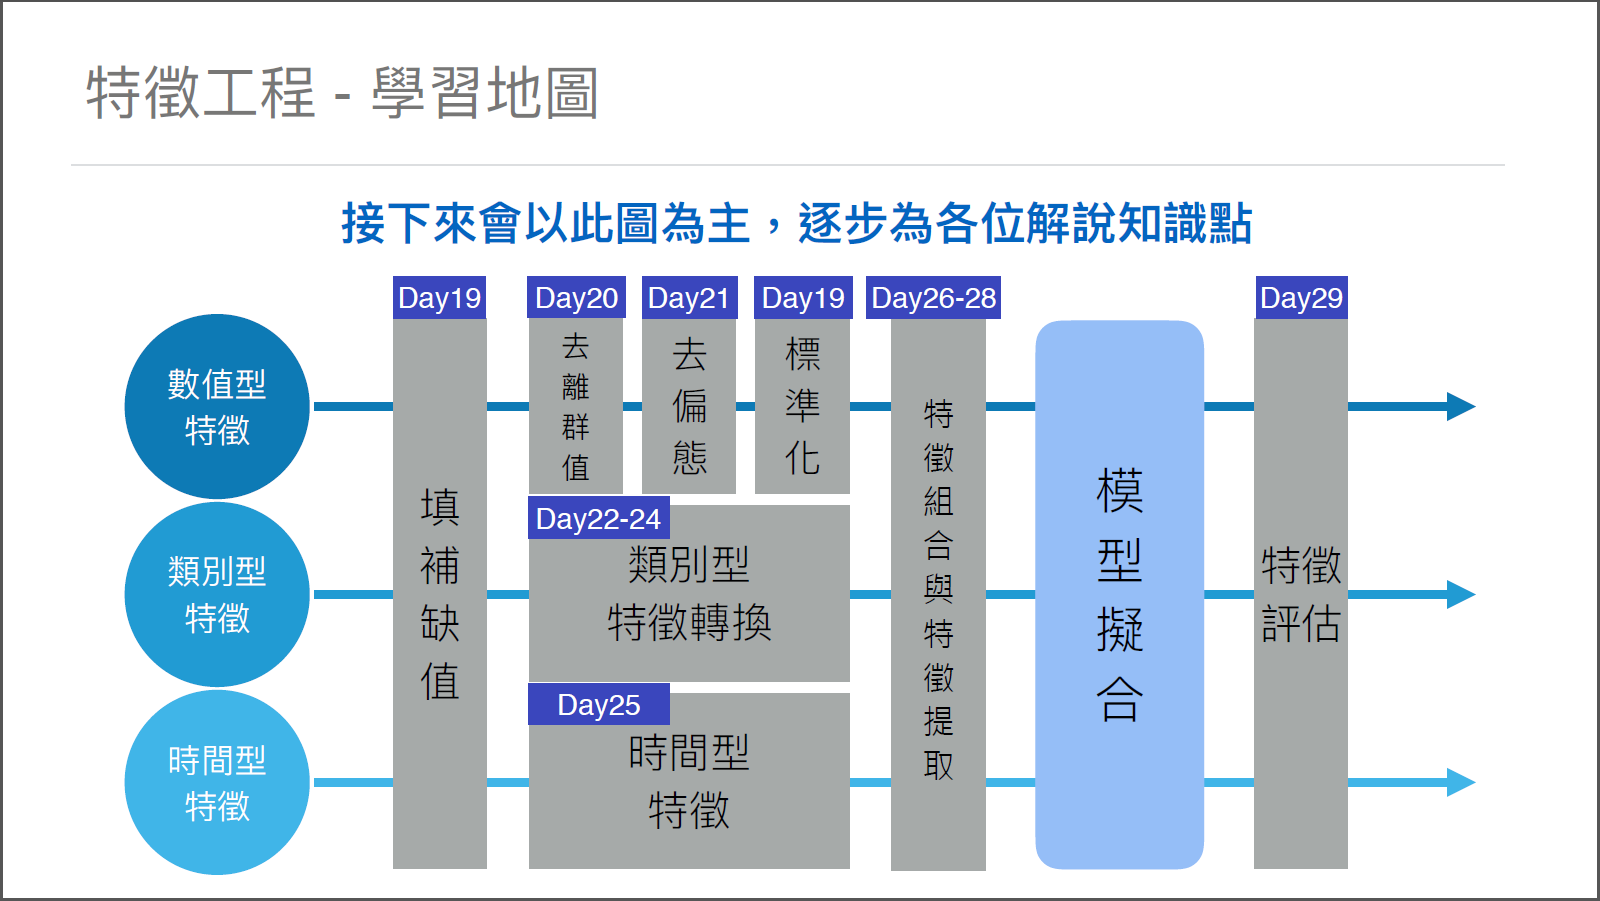 特徵工程 - 學習地圖
接下來會以此圖為主，逐步為各位解說知識點
Day19
Day20
Day21
Day19
Day26-28
Day29
數值型
特徵
類別型
特徵
時間型
特徵
填補缺值
去離群值
去偏態
標準化
Day22-24
類別型
特徵轉換
Day25
時間型
特徵
特徵組合與特徵提取
模型擬合
特徵
評估